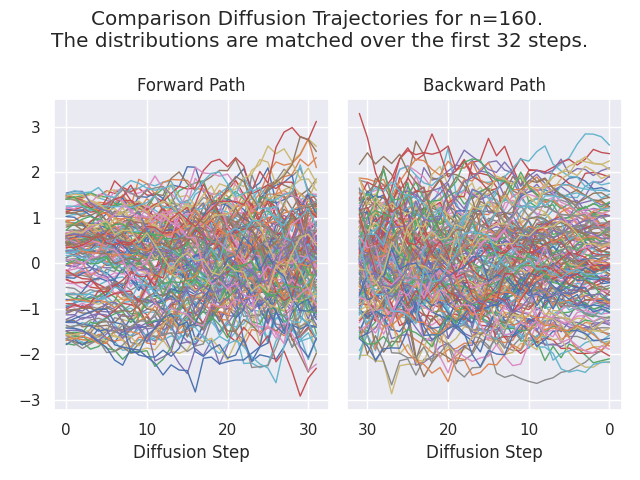 Comparison Diffusion Trajectories for n=160.
The distributions are matched over the first 32 steps.
Forward Path
Backward Path
3
2
1
0
−1
−2
−3
0 10 20 30
30 20 10 0
Diffusion Step
Diffusion Step